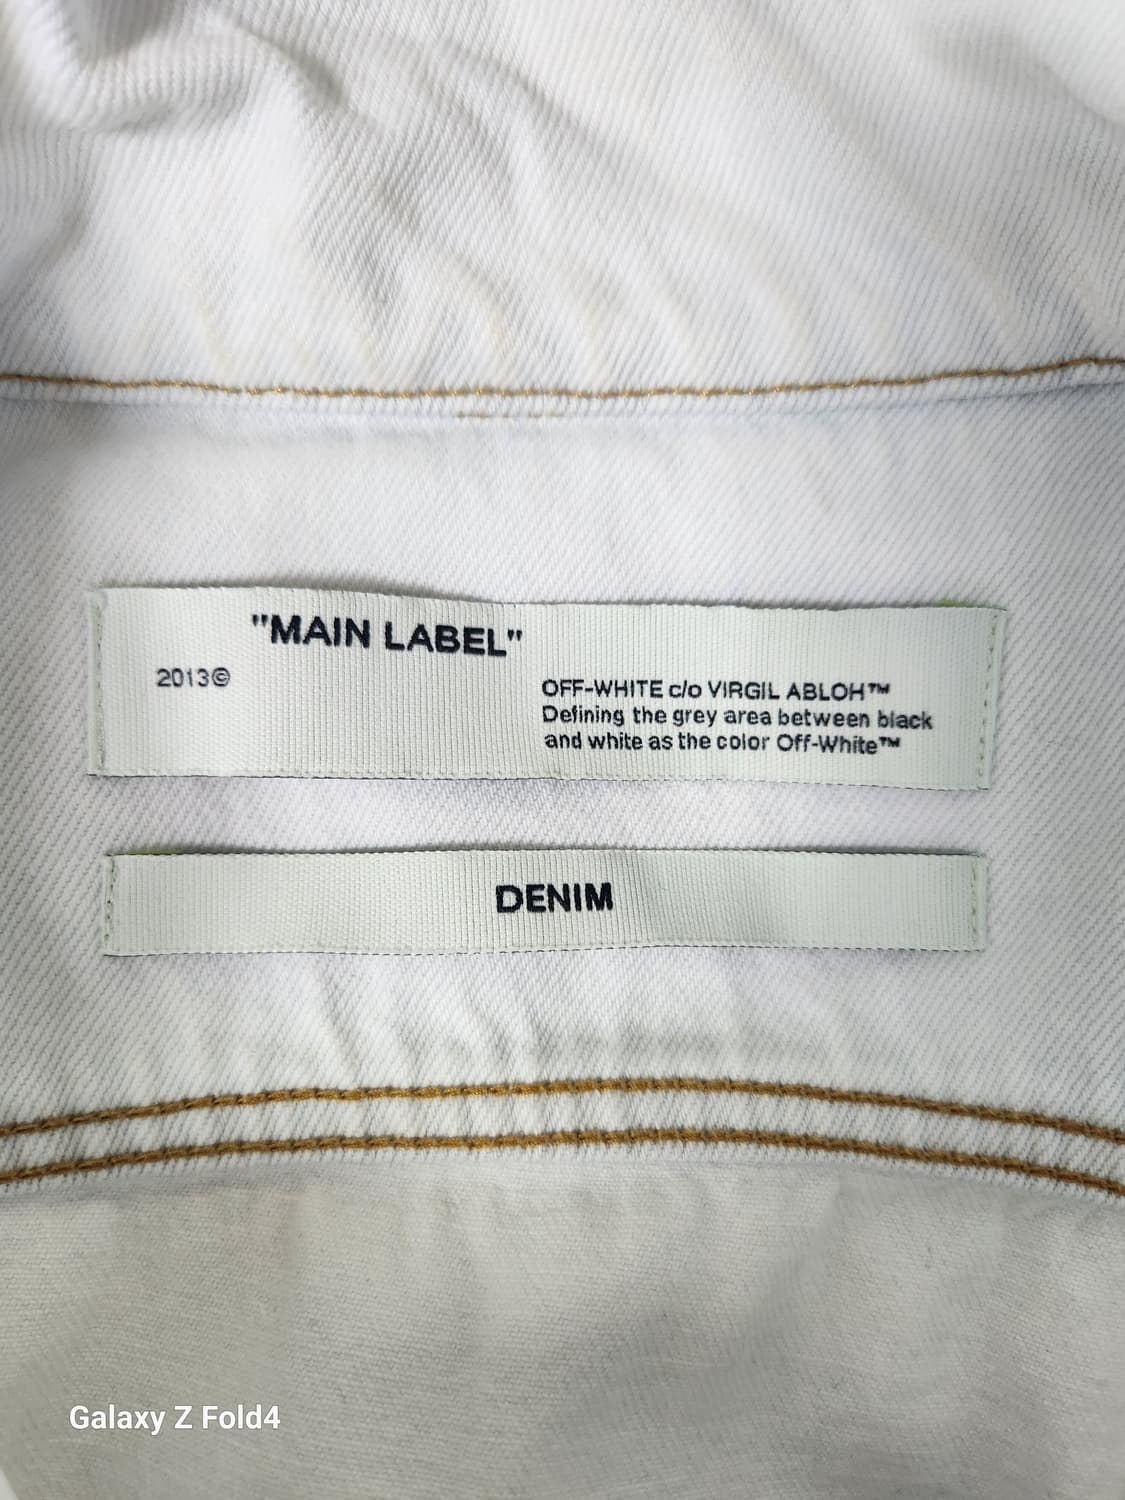 "MAIN LABEL"
2013©
OFF-WHITE c/o VIRGIL ABLOH™
Defining the grey area between black
and white as the color Off-White™
DENIM
Galaxy Z Fold4